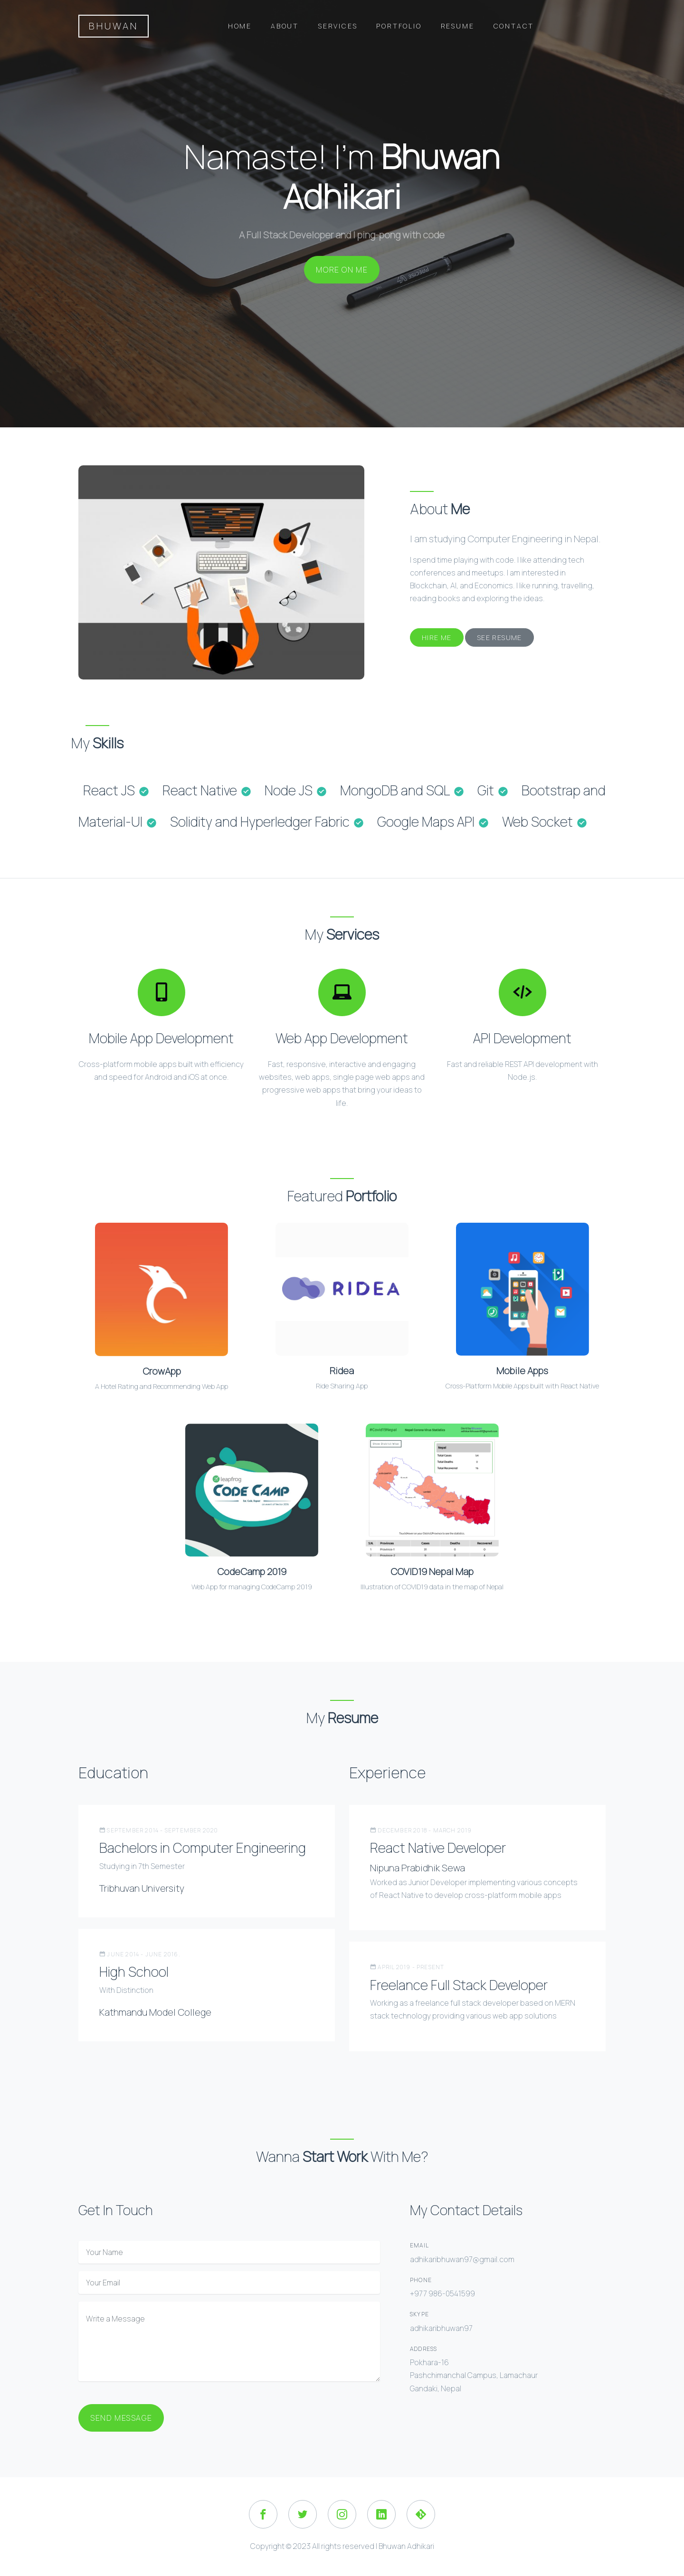 BHUWAN
HOME ABOUT SERVICES PORTFOLIO RESUME CONTACT
Namaste! I'm Bhuwan
Adhikari
A Full Stack Developer and I ping-pong with code
MORE ON ME
About Me
I am studying Computer Engineering in Nepal
I spend time playing with code. I like attending tech
conferences and meetups. I am interested in
Blockchain, AI, and Economics. I like running, travelling,
reading books and exploring the ideas.
HIRE ME SEE RESUME
My Skills
React JS React Native Node JS MongoDB and SQL Git Bootstrap and
Material-UI Solidity and Hyperledger Fabric Google Maps API Web Socket
My Services
Mobile App Development
Cross-platform mobile apps built with efficiency
and speed for Android and iOS at once.
Web App Development
Fast, responsive, interactive and engaging
websites, web apps, single page web apps and
progressive web apps that bring your ideas to
life.
API Development
Fast and reliable REST API development with
Node.js
Featured Portfolio
CrowApp
A Hotel Rating and Recommending Web App
RIDEA
Ridea
Ride Sharing App
Mobile Apps
Cross-Platform Mobile Apps built with React Native
leapfrog
CODE CAMP
CodeCamp 2019
Web App for managing CodeCamp 2019
Nepal
COVID19 Nepal Map
Illustration of COVID19 data in the map of Nepal
My Resume
Education
SEPTEMBER 2014 - SEPTEMBER 2020
Bachelors in Computer Engineering
Studying in 7th Semester
Tribhuvan University
JUNE 2014 - JUNE 2016
High School
With Distinction
Kathmandu Model College
Experience
DECEMBER 2018 - MARCH 2019
React Native Developer
Nipuna Prabidhik Sewa
Worked as Junior Developer implementing various concepts
of React Native to develop cross-platform mobile apps
APRIL 2019 - PRESENT
Freelance Full Stack Developer
Working as a freelance full stack developer based on MERN
stack technology providing various web app solutions.
Wanna Start Work With Me?
Get In Touch
Your Name
Your Email
Write a Message
SEND MESSAGE
My Contact Details
EMAIL
adhikaribhuwan97@gmail.com
PHONE
+977 986-0541599
SKYPE
adhikaribhuwan97
ADDRESS
Pokhara-16
Pashchimanchal Campus, Lamachaur
Gandaki, Nepal
Copyright © 2023 All rights reserved | Bhuwan Adhikari